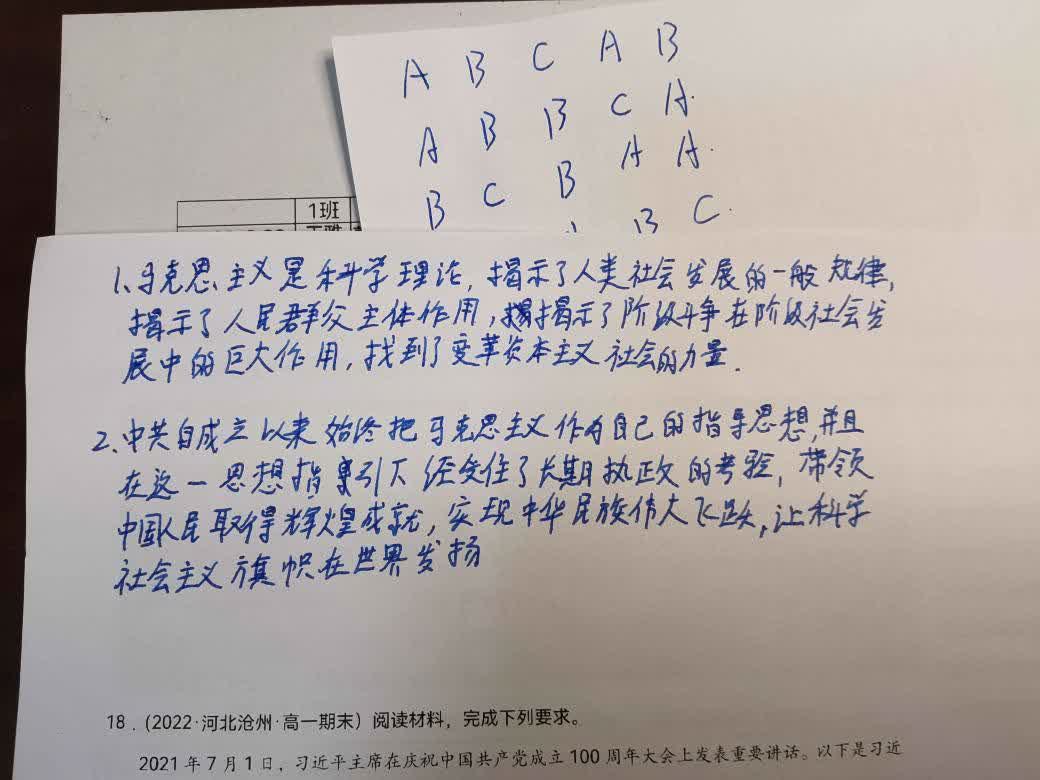 A B C A B
A B B C A.
B C B A A.
B C.
1班
1.马克思主义是科学理论,揭示了人类社会发展的一般规律,
揭示了人民群众主体作用,揭示了阶级斗争在阶级社会发
展中的巨大作用,找到了变革资本主义社会的力量.
2.中共自成立以来始终把马克思主义作为自己的指导思想,并且
在这一思想指引下经受住了长期执政的考验,带领
中国人民取得辉煌成就,实现中华民族伟大飞跃,让科学
社会主义旗帜在世界发扬
18.(2022·河北沧州·高一期末)阅读材料,完成下列要求。
2021年7月1日,习近平主席在庆祝中国共产党成立100周年大会上发表重要讲话。以下是习近